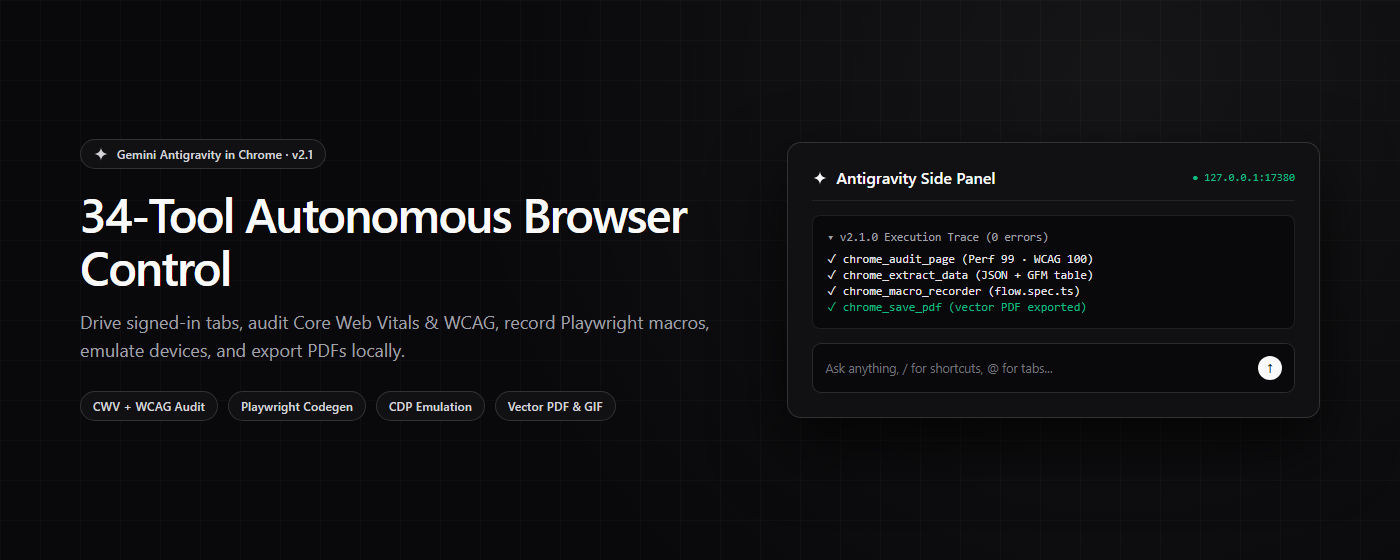 Gemini Antigravity in Chrome · v2.1
34-Tool Autonomous Browser
Control
Drive signed-in tabs, audit Core Web Vitals & WCAG, record Playwright macros,
emulate devices, and export PDFs locally.
CWV + WCAG Audit
Playwright Codegen
CDP Emulation
Vector PDF & GIF
Antigravity Side Panel
127.0.0.1:17380
▾ v2.1.0 Execution Trace (0 errors)
✓ chrome_audit_page (Perf 99 · WCAG 100)
✓ chrome_extract_data (JSON + GFM table)
✓ chrome_macro_recorder (flow.spec.ts)
✓ chrome_save_pdf (vector PDF exported)
Ask anything, / for shortcuts, @ for tabs...